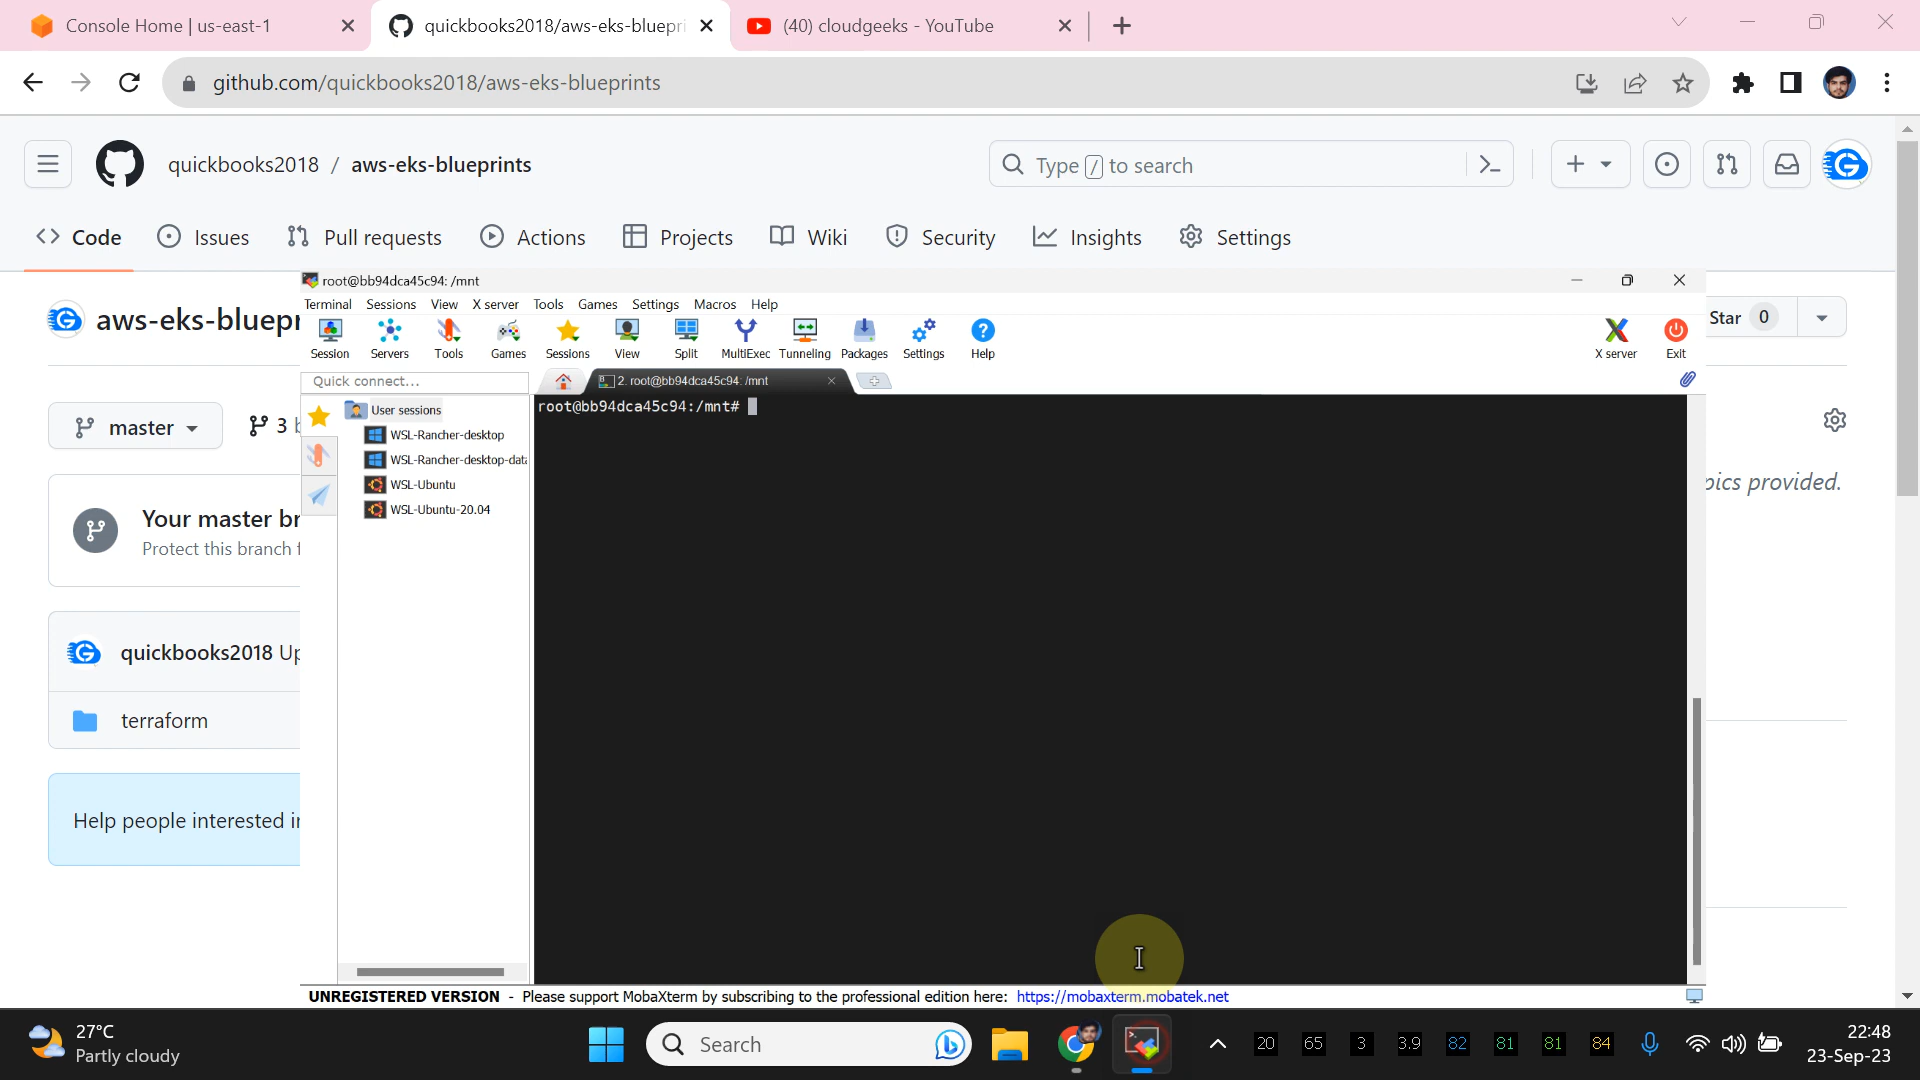 Console Home | us-east-1
quickbooks2018/aws-eks-bluepri
(40) cloudgeeks - YouTube
github.com/quickbooks2018/aws-eks-blueprints
quickbooks2018 / aws-eks-blueprints
Type / to search
Code
Issues
Pull requests
Actions
Projects
Wiki
Security
Insights
Settings
aws-eks-bluepr
Star 0
root@bb94dca45c94: /mnt
Terminal Sessions View X server Tools Games Settings Macros Help
Session Servers Tools Games Sessions View Split MultiExec Tunneling Packages Settings Help
X server Exit
Quick connect...
2. root@bb94dca45c94: /mnt
root@bb94dca45c94:/mnt#
User sessions
WSL-Rancher-desktop
WSL-Rancher-desktop-data
WSL-Ubuntu
WSL-Ubuntu-20.04
master
3 b
pics provided.
Your master br
Protect this branch f
quickbooks2018 Up
terraform
Help people interested in
UNREGISTERED VERSION - Please support MobaXterm by subscribing to the professional edition here: https://mobaxterm.mobatek.net
27°C
Partly cloudy
Search
20 65 3 3.9 82 81 81 84
22:48
23-Sep-23